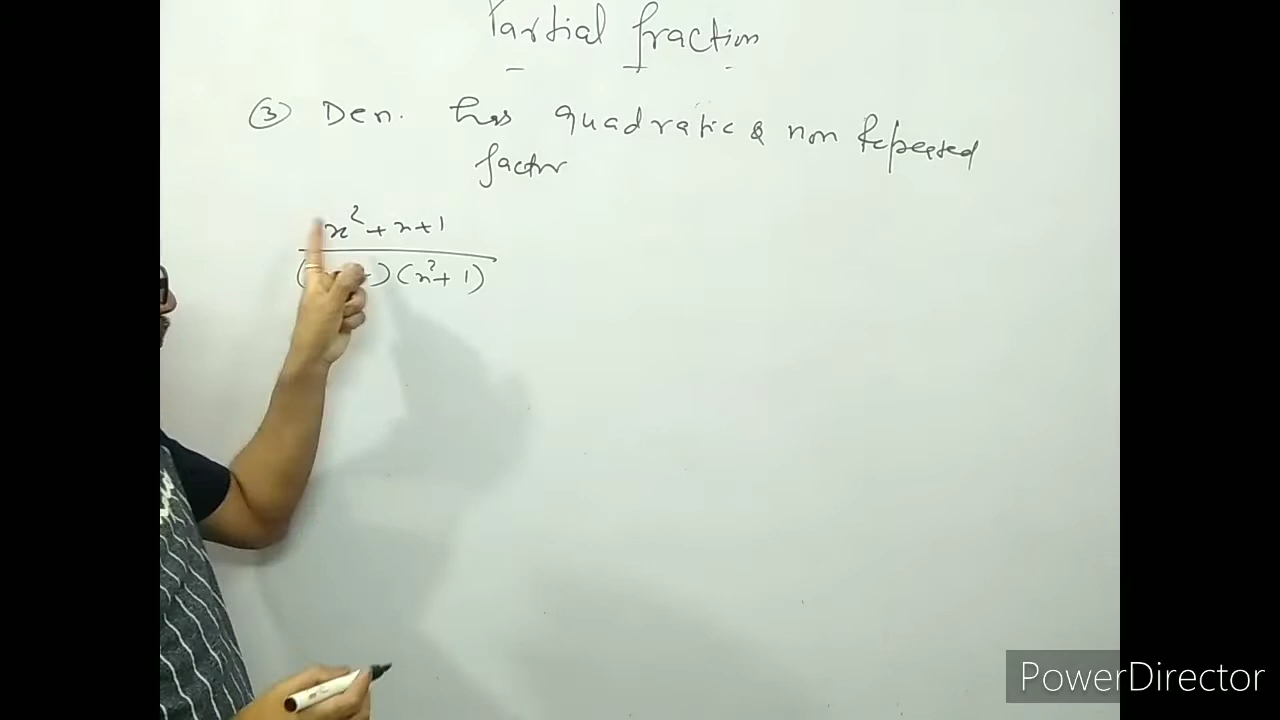 Partial fraction
③ Den. has quadratic & non Repeated
factor
x² + x + 1
( ) (x² + 1)
PowerDirector